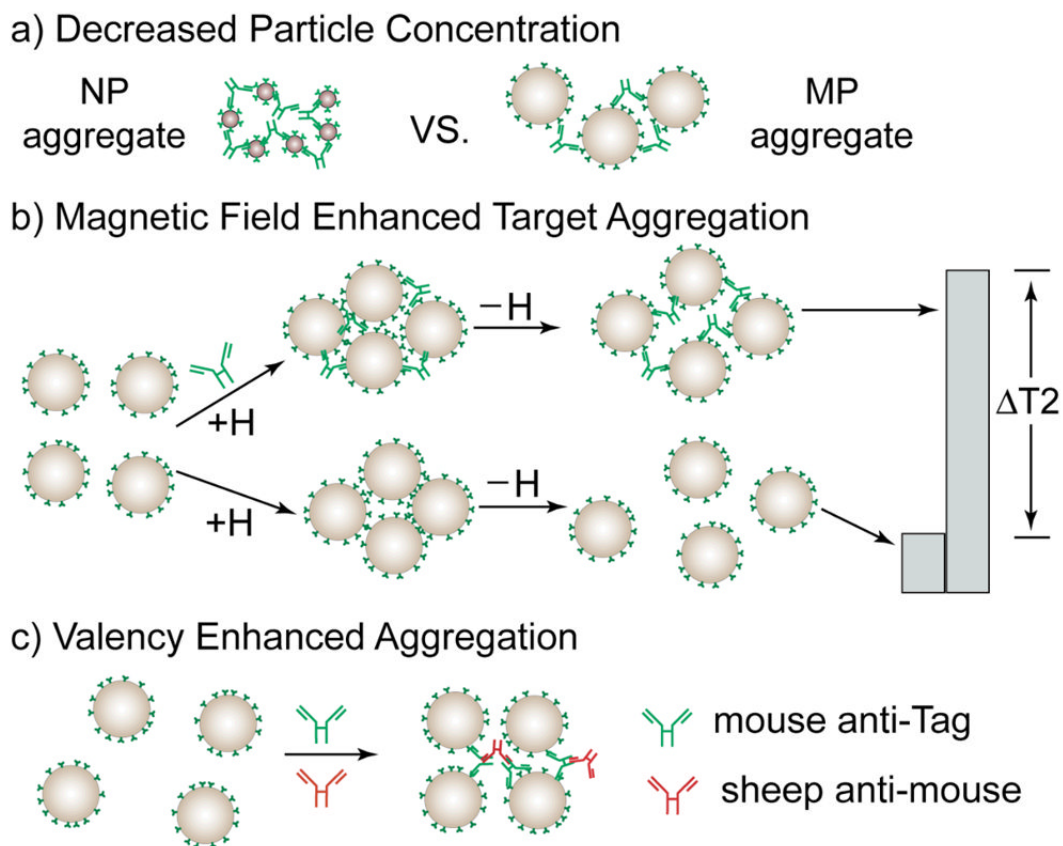 a) Decreased Particle Concentration
NP
aggregate
VS.
MP
aggregate
b) Magnetic Field Enhanced Target Aggregation
+H
−H
+H
−H
ΔT2
c) Valency Enhanced Aggregation
mouse anti-Tag
sheep anti-mouse